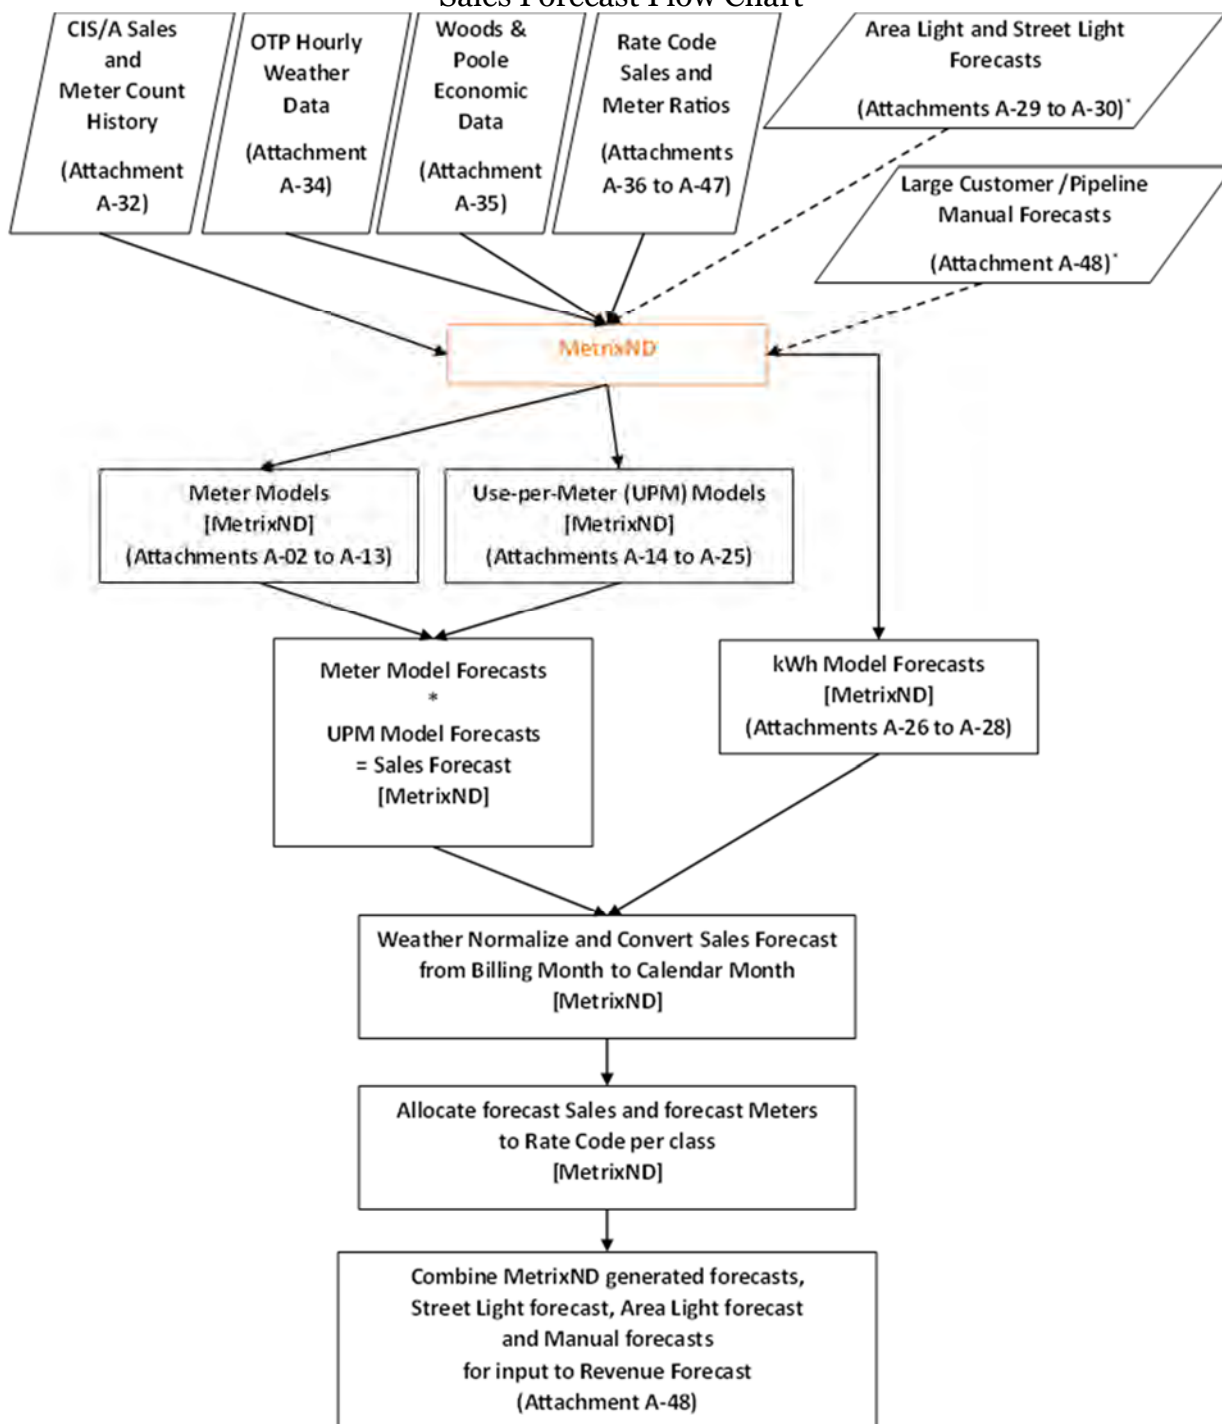 Sales Forecast Flow Chart
CIS/A Sales
and
Meter Count
History
(Attachment
A-32)
OTP Hourly
Weather
Data
(Attachment
A-34)
Woods &
Poole
Economic
Data
(Attachment
A-35)
Rate Code
Sales and
Meter Ratios
(Attachments
A-36 to A-47)
Area Light and Street Light
Forecasts
(Attachments A-29 to A-30)*
Large Customer /Pipeline
Manual Forecasts
(Attachment A-48)*
MetrixND
Meter Models
[MetrixND]
(Attachments A-02 to A-13)
Use-per-Meter (UPM) Models
[MetrixND]
(Attachments A-14 to A-25)
Meter Model Forecasts
*
UPM Model Forecasts
= Sales Forecast
[MetrixND]
kWh Model Forecasts
[MetrixND]
(Attachments A-26 to A-28)
Weather Normalize and Convert Sales Forecast
from Billing Month to Calendar Month
[MetrixND]
Allocate forecast Sales and forecast Meters
to Rate Code per class
[MetrixND]
Combine MetrixND generated forecasts,
Street Light forecast, Area Light forecast
and Manual forecasts
for input to Revenue Forecast
(Attachment A-48)